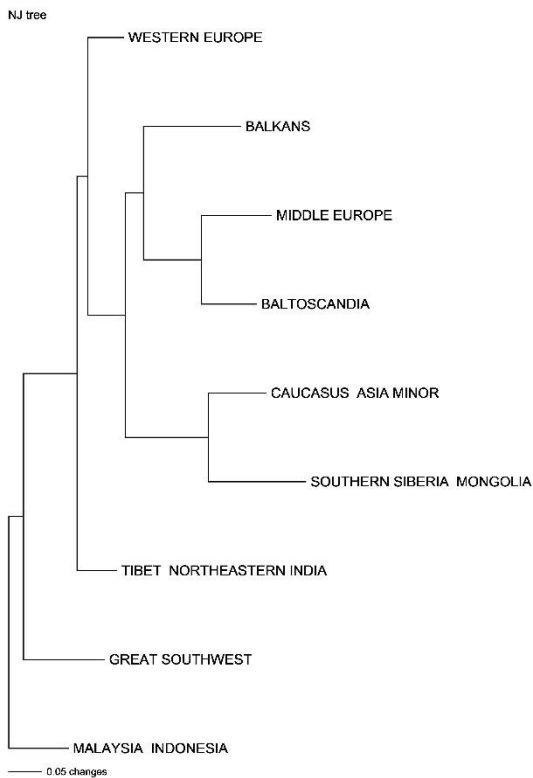 NJ tree
WESTERN EUROPE
BALKANS
MIDDLE EUROPE
BALTOSCANDIA
CAUCASUS ASIA MINOR
SOUTHERN SIBERIA MONGOLIA
TIBET NORTHEASTERN INDIA
GREAT SOUTHWEST
MALAYSIA INDONESIA
0.05 changes